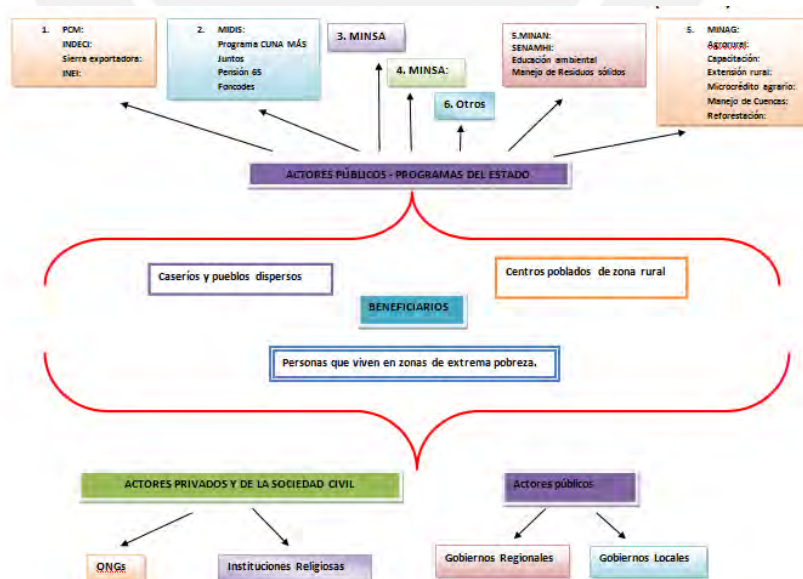 1. PCM:
INDECI:
Sierra exportadora:
INEI:
2. MIDIS:
Programa CUNA MÁS
Juntos
Pensión 65
Foncodes
3. MINSA
4. MINSA:
6. Otros
5.MINAN:
SENAMHI:
Educación ambiental
Manejo de Residuos sólidos
5. MINAG:
Agrorural:
Capacitación:
Extensión rural:
Microcrédito agrario:
Manejo de Cuencas:
Reforestación:
ACTORES PÚBLICOS - PROGRAMAS DEL ESTADO
Caseríos y pueblos dispersos
Centros poblados de zona rural
BENEFICIARIOS
Personas que viven en zonas de extrema pobreza.
ACTORES PRIVADOS Y DE LA SOCIEDAD CIVIL
Actores públicos
ONGs
Instituciones Religiosas
Gobiernos Regionales
Gobiernos Locales